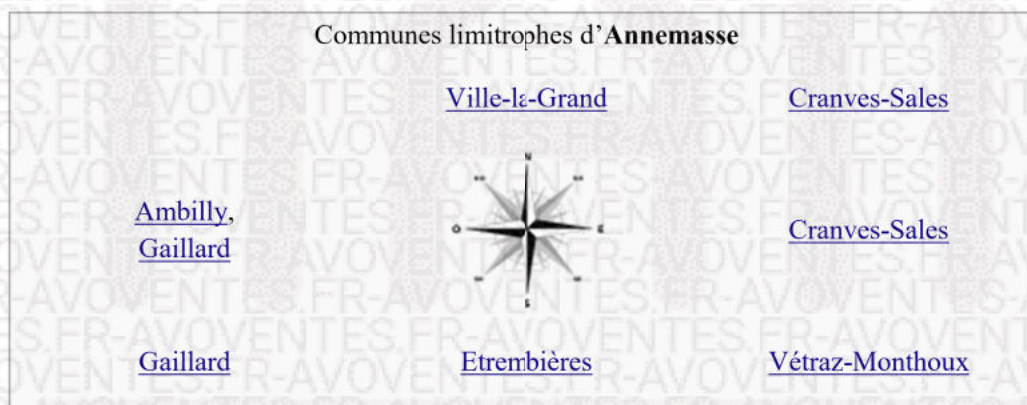 Communes limitrophes d’Annemasse
Ville-la-Grand
Cranves-Sales
N
Ambilly,
Gaillard
O
E
Cranves-Sales
S
Gaillard
Etrembières
Vétraz-Monthoux